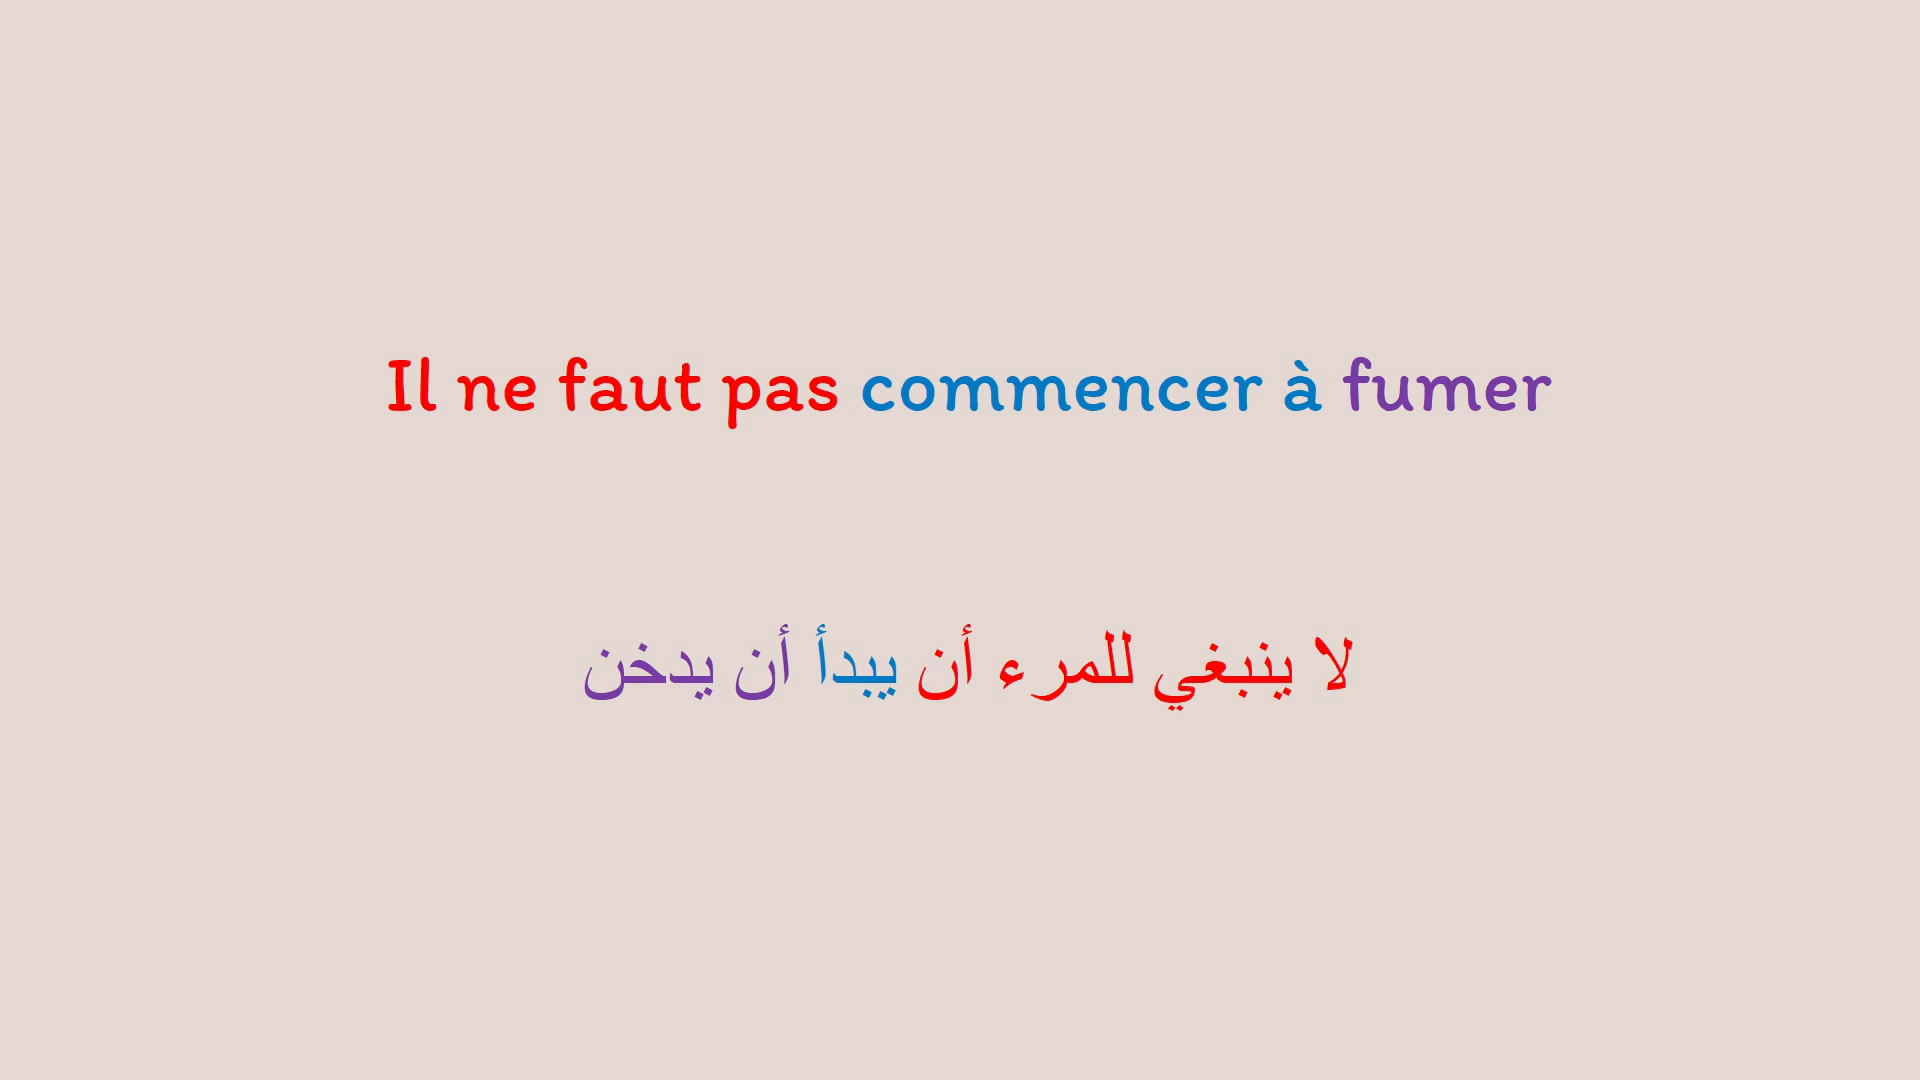 Il ne faut pas commencer à fumer
لا ينبغي للمرء أن يبدأ أن يدخن